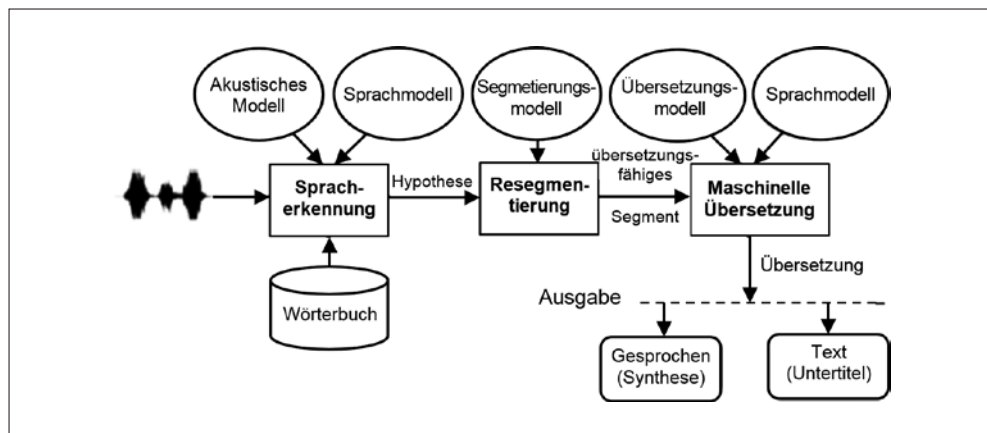 Akustisches
Modell
Sprachmodell
Segmetierungs-
modell
Übersetzungs-
modell
Sprachmodell
Sprach-
erkennung
Hypothese
Resegmen-
tierung
übersetzungs-
fähiges
Segment
Maschinelle
Übersetzung
Wörterbuch
Übersetzung
Ausgabe
Gesprochen
(Synthese)
Text
(Untertitel)